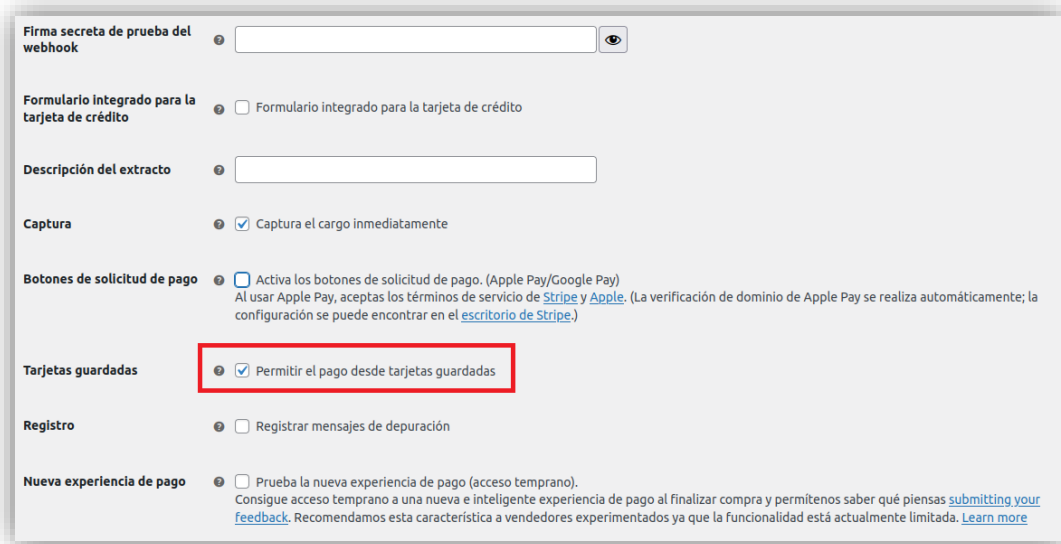 Firma secreta de prueba del
webhook
Formulario integrado para la
tarjeta de crédito
Formulario integrado para la tarjeta de crédito
Descripción del extracto
Captura
Captura el cargo inmediatamente
Botones de solicitud de pago
Activa los botones de solicitud de pago. (Apple Pay/Google Pay)
Al usar Apple Pay, aceptas los términos de servicio de Stripe y Apple. (La verificación de dominio de Apple Pay se realiza automáticamente; la
configuración se puede encontrar en el escritorio de Stripe.)
Tarjetas guardadas
Permitir el pago desde tarjetas guardadas
Registro
Registrar mensajes de depuración
Nueva experiencia de pago
Prueba la nueva experiencia de pago (acceso temprano).
Consigue acceso temprano a una nueva e inteligente experiencia de pago al finalizar compra y permítenos saber qué piensas submitting your
feedback. Recomendamos esta característica a vendedores experimentados ya que la funcionalidad está actualmente limitada. Learn more